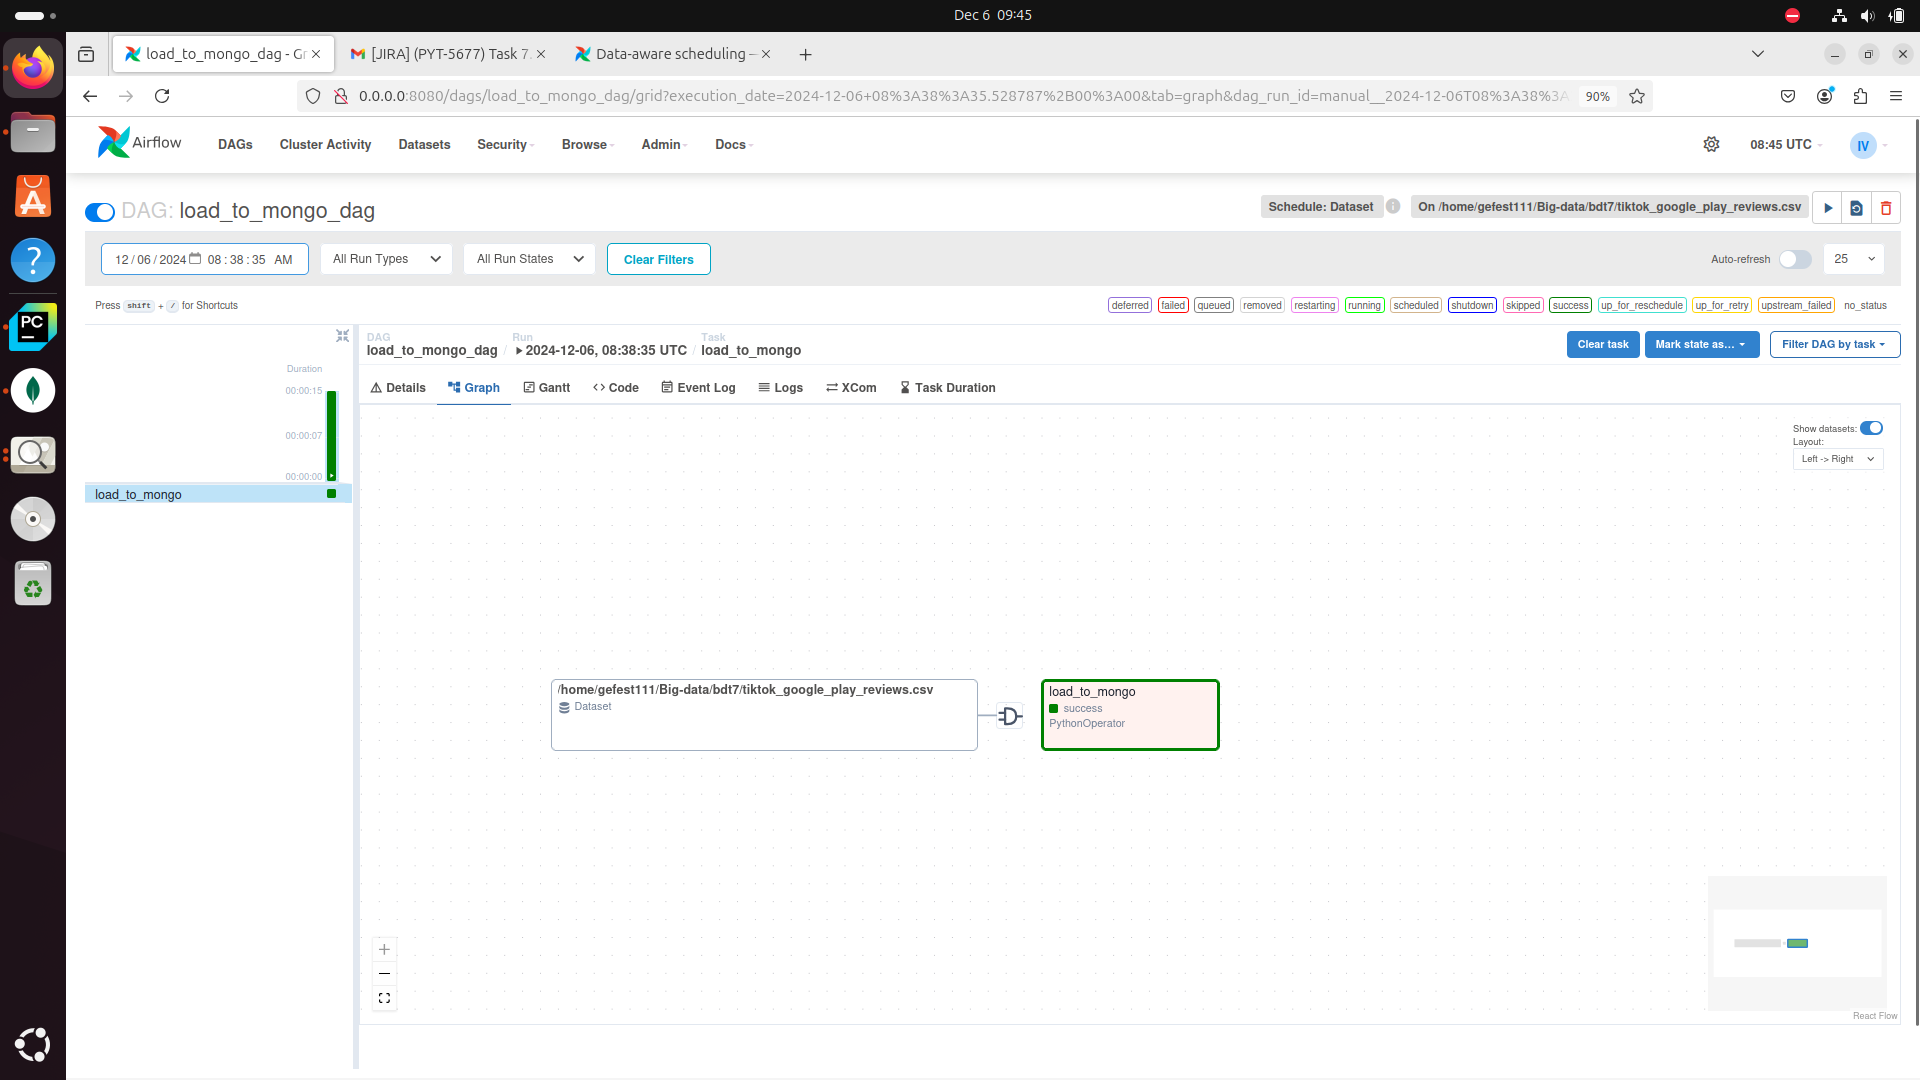 Dec 6 09:45
load_to_mongo_dag - Gr
[JIRA] (PYT-5677) Task 7.
Data-aware scheduling —
0.0.0.0:8080/dags/load_to_mongo_dag/grid?execution_date=2024-12-06+08%3A38%3A35.528787%2B00%3A00&tab=graph&dag_run_id=manual__2024-12-06T08%3A38%3A
90%
Airflow
DAGs
Cluster Activity
Datasets
Security
Browse
Admin
Docs
08:45 UTC
IV
DAG: load_to_mongo_dag
Schedule: Dataset
i
On /home/gefest111/Big-data/bdt7/tiktok_google_play_reviews.csv
12/06/2024 08:38:35 AM
All Run Types
All Run States
Clear Filters
Auto-refresh
25
Press shift + / for Shortcuts
deferred
failed
queued
removed
restarting
running
scheduled
shutdown
skipped
success
up_for_reschedule
up_for_retry
upstream_failed
no_status
Duration
00:00:15
00:00:07
00:00:00
load_to_mongo
DAG
load_to_mongo_dag
/
Run
2024-12-06, 08:38:35 UTC
/
Task
load_to_mongo
Clear task
Mark state as...
Filter DAG by task
Details
Graph
Gantt
Code
Event Log
Logs
XCom
Task Duration
Show datasets:
Layout:
Left -> Right
/home/gefest111/Big-data/bdt7/tiktok_google_play_reviews.csv
Dataset
load_to_mongo
success
PythonOperator
React Flow
PC